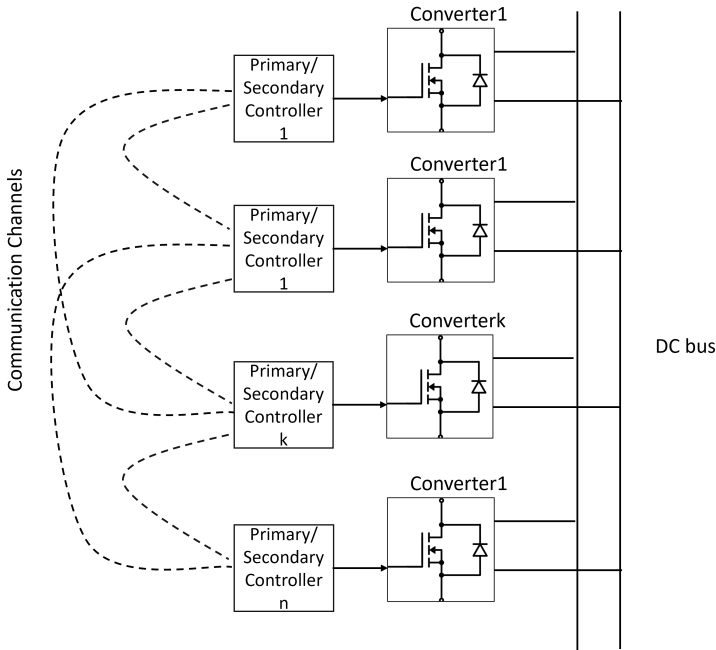 Converter1
Primary/
Secondary
Controller
1
Converter1
Primary/
Secondary
Controller
1
Communication Channels
Converterk
DC bus
Primary/
Secondary
Controller
k
Converter1
Primary/
Secondary
Controller
n